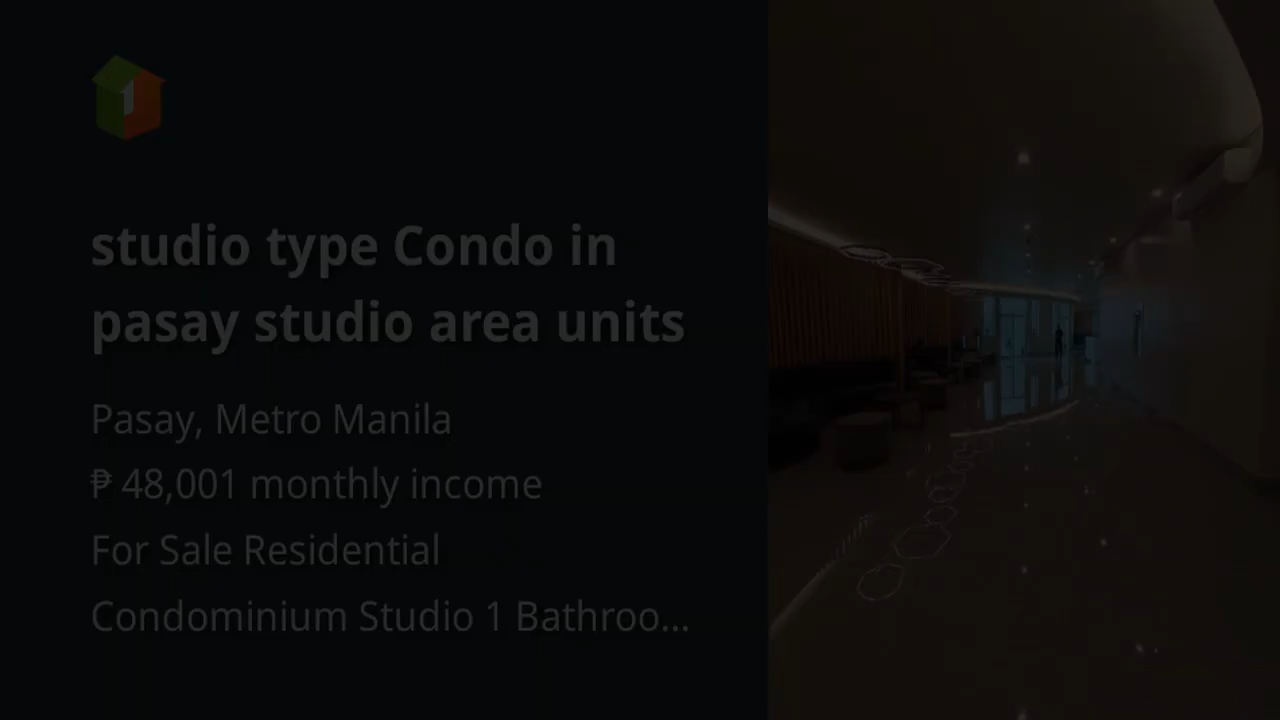 studio type Condo in
pasay studio area units
Pasay, Metro Manila
₱ 48,001 monthly income
For Sale Residential
Condominium Studio 1 Bathroo...